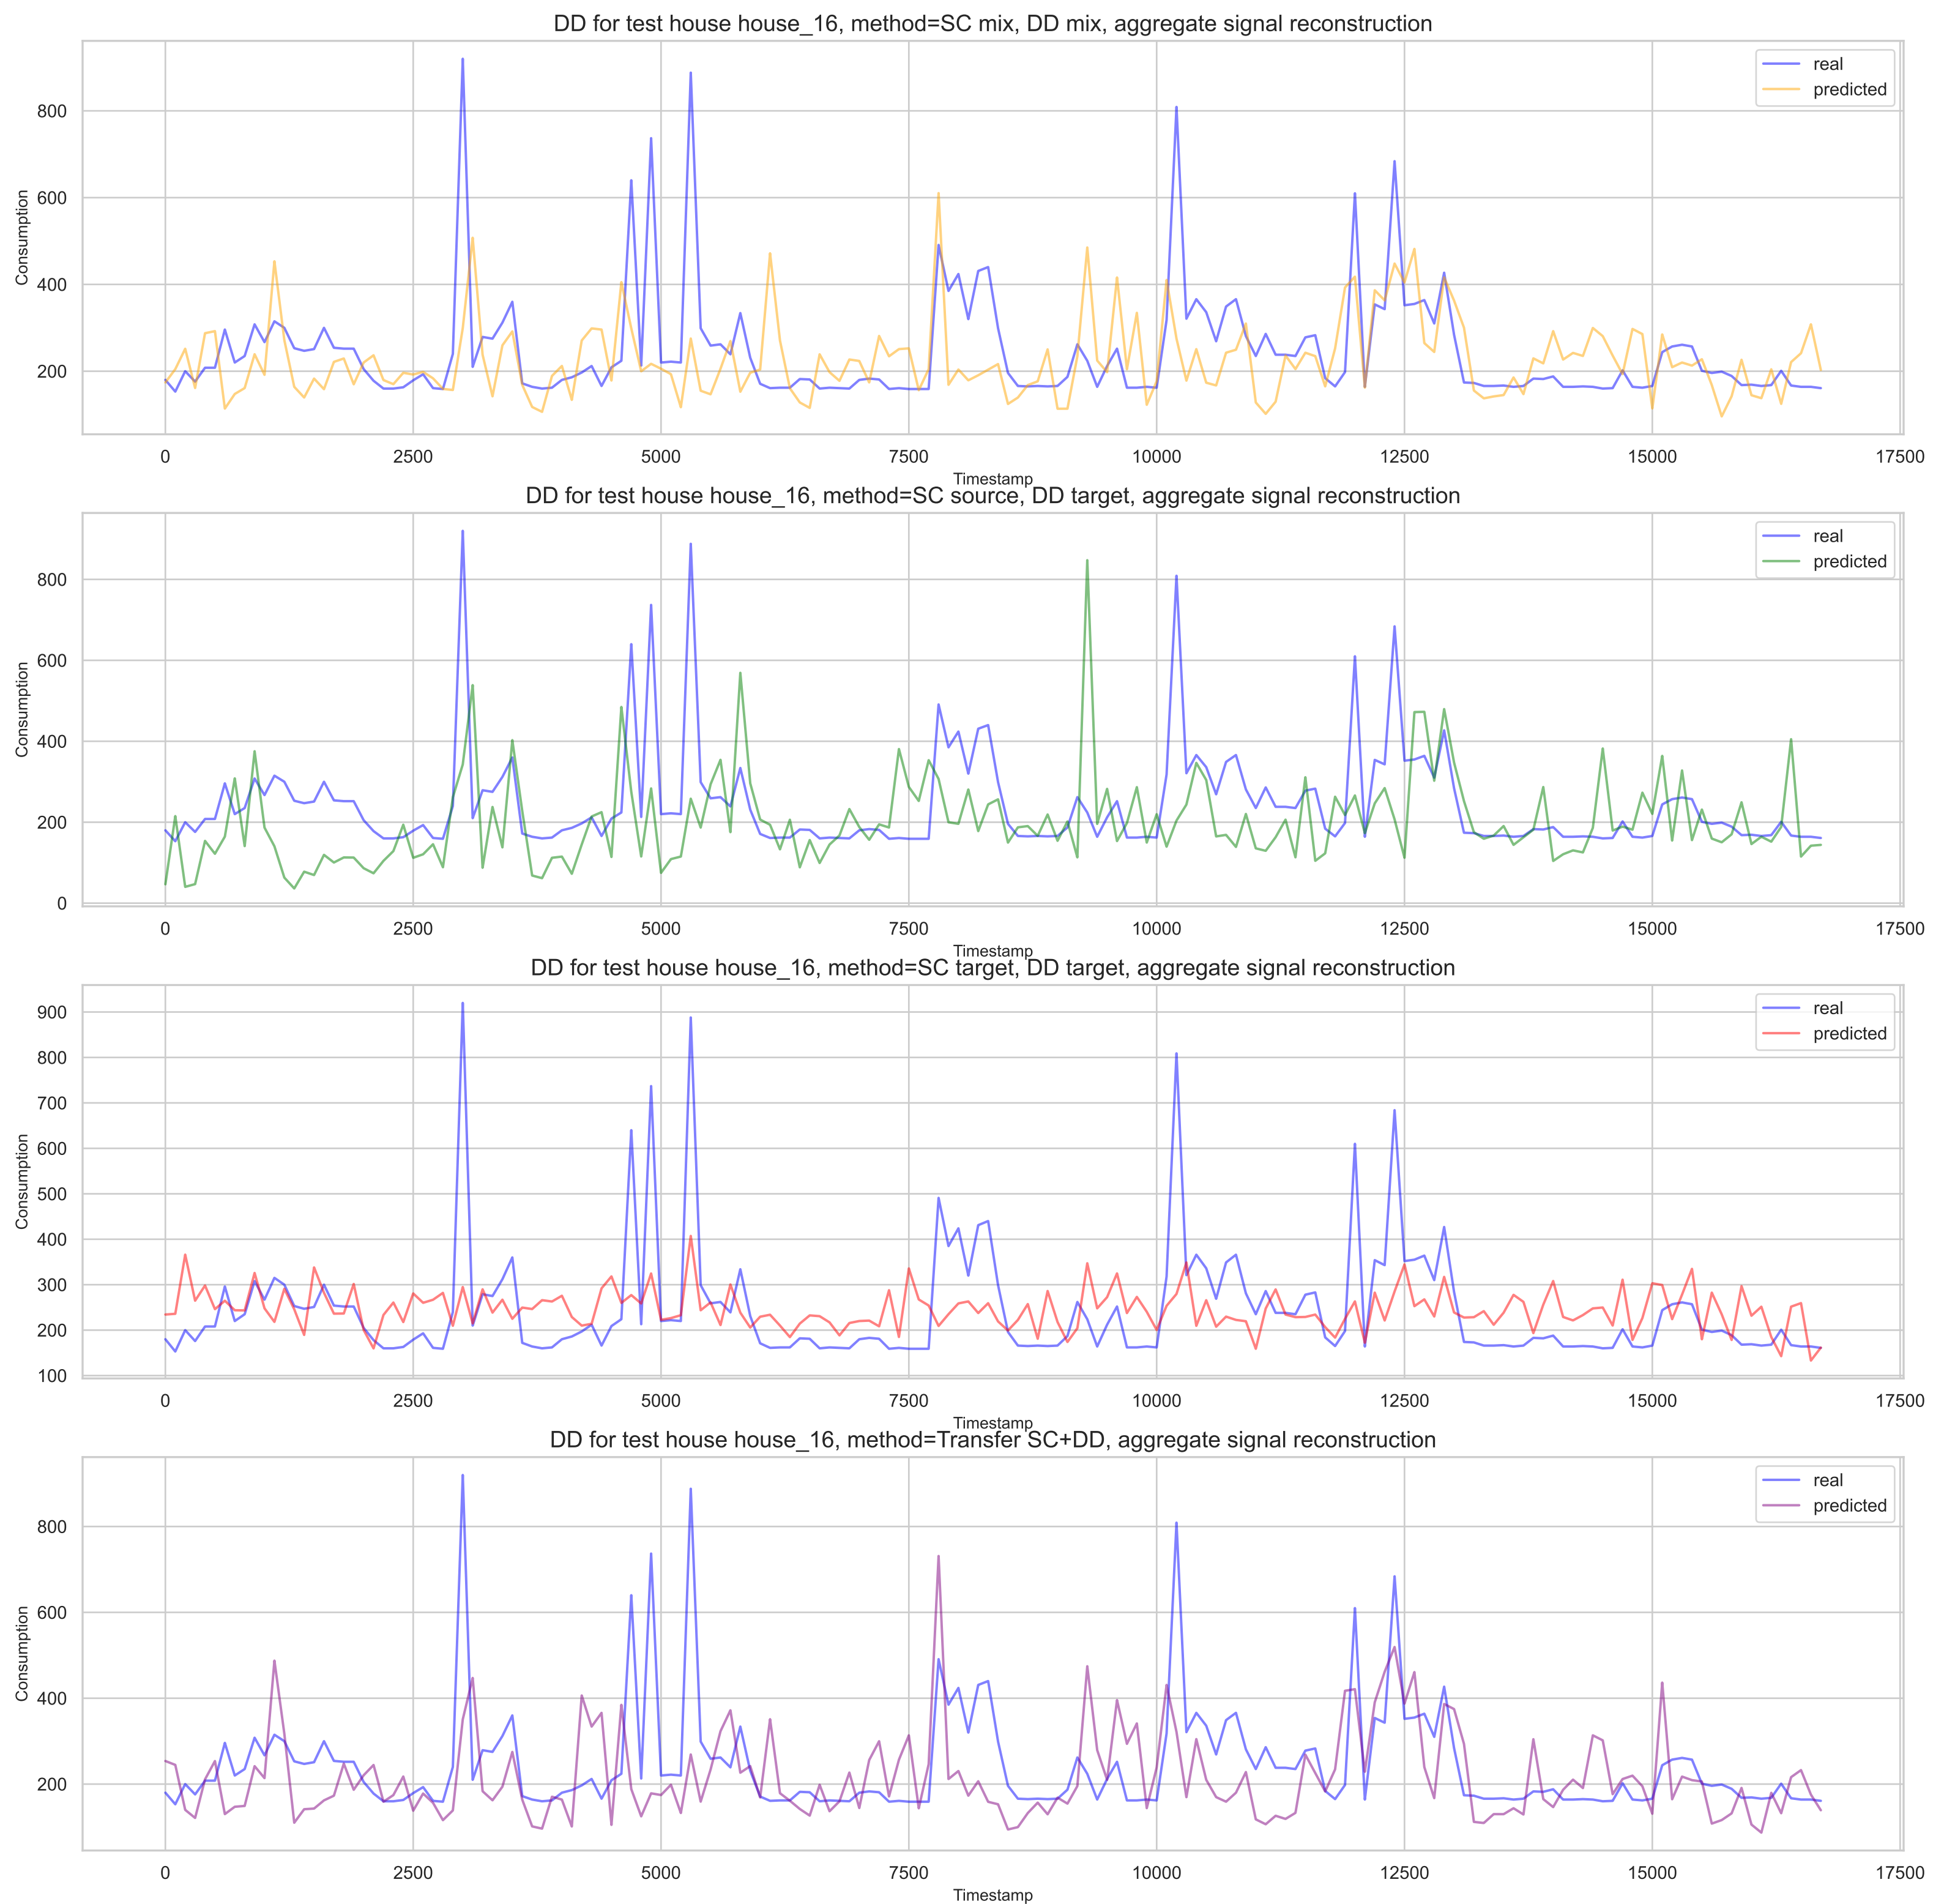 DD for test house house_16, method=SC mix, DD mix, aggregate signal reconstruction
real
predicted
Consumption
800
600
400
200
0 2500 5000 7500 10000 12500 15000 17500
Timestamp
DD for test house house_16, method=SC source, DD target, aggregate signal reconstruction
real
predicted
Consumption
800
600
400
200
0
0 2500 5000 7500 10000 12500 15000 17500
Timestamp
DD for test house house_16, method=SC target, DD target, aggregate signal reconstruction
real
predicted
Consumption
900
800
700
600
500
400
300
200
100
0 2500 5000 7500 10000 12500 15000 17500
Timestamp
DD for test house house_16, method=Transfer SC+DD, aggregate signal reconstruction
real
predicted
Consumption
800
600
400
200
0 2500 5000 7500 10000 12500 15000 17500
Timestamp